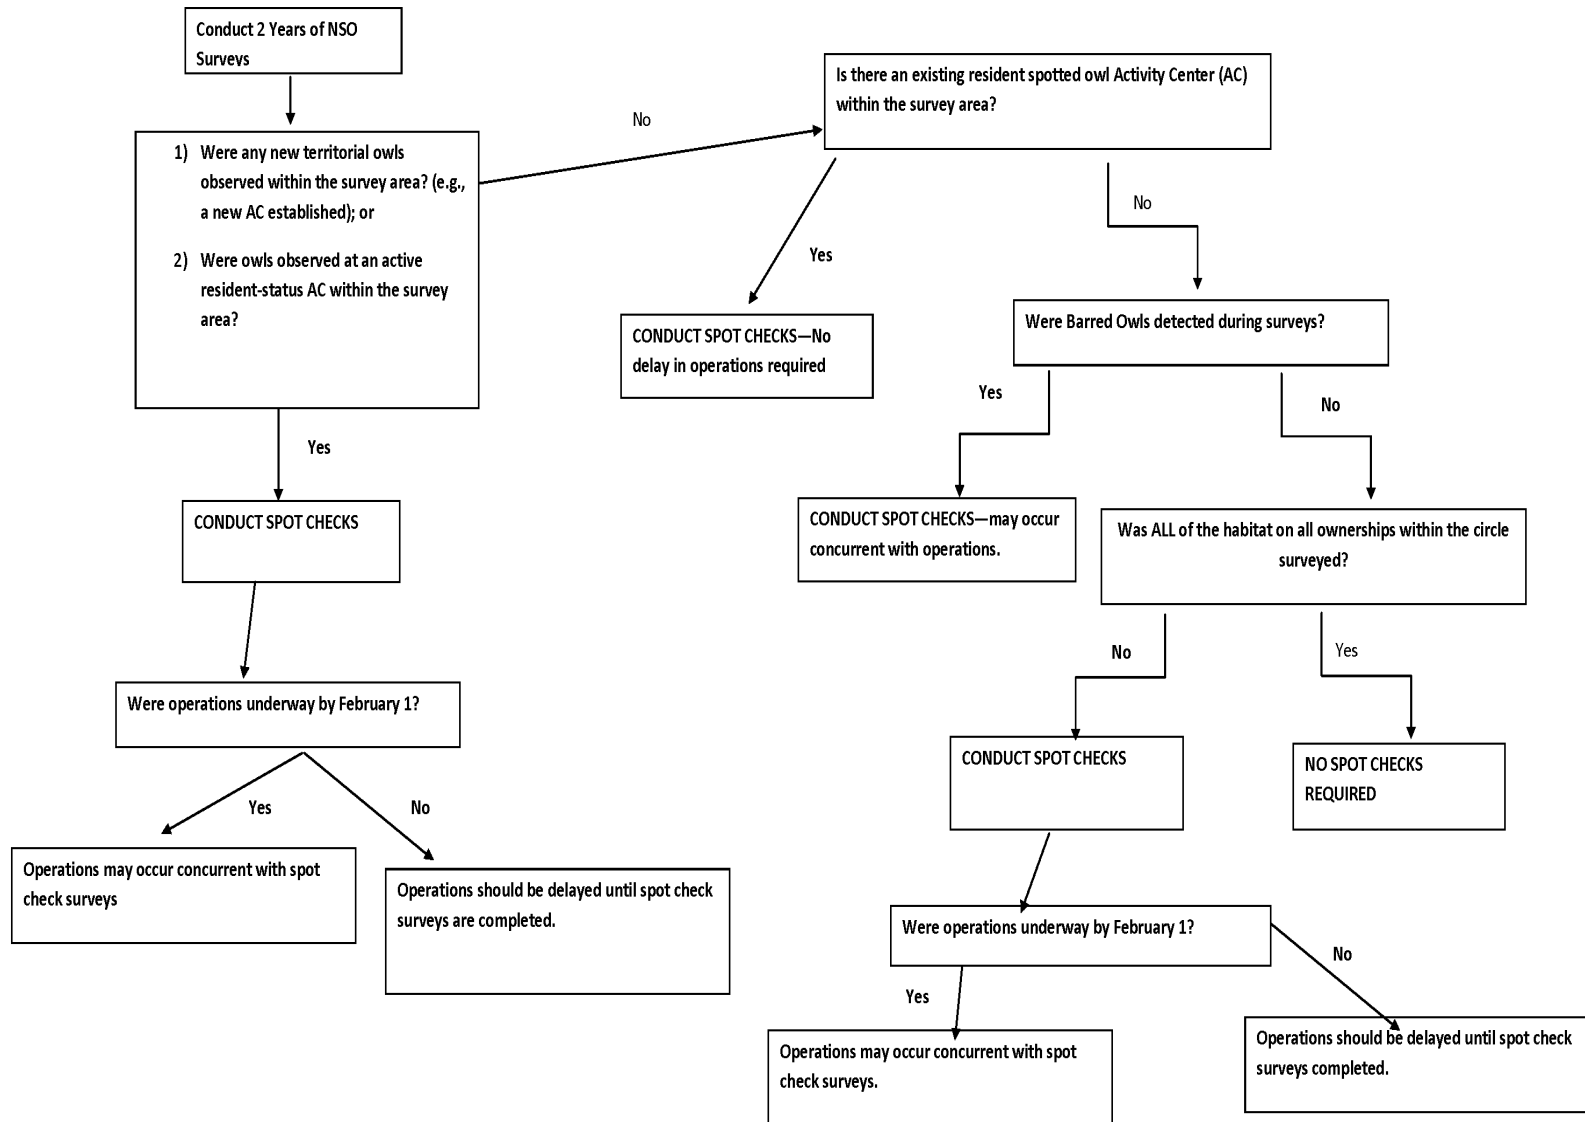 Conduct 2 Years of NSO
Surveys
Is there an existing resident spotted owl Activity Center (AC)
within the survey area?
No
1) Were any new territorial owls
observed within the survey area? (e.g.,
a new AC established); or
2) Were owls observed at an active
resident-status AC within the survey
area?
Yes
No
CONDUCT SPOT CHECKS—No
delay in operations required
Were Barred Owls detected during surveys?
Yes
No
Yes
CONDUCT SPOT CHECKS
CONDUCT SPOT CHECKS—may occur
concurrent with operations.
Was ALL of the habitat on all ownerships within the circle
surveyed?
No
Yes
Were operations underway by February 1?
CONDUCT SPOT CHECKS
NO SPOT CHECKS
REQUIRED
Yes
No
Operations may occur concurrent with spot
check surveys
Operations should be delayed until spot check
surveys are completed.
Were operations underway by February 1?
Yes
No
Operations may occur concurrent with spot
check surveys.
Operations should be delayed until spot check
surveys completed.